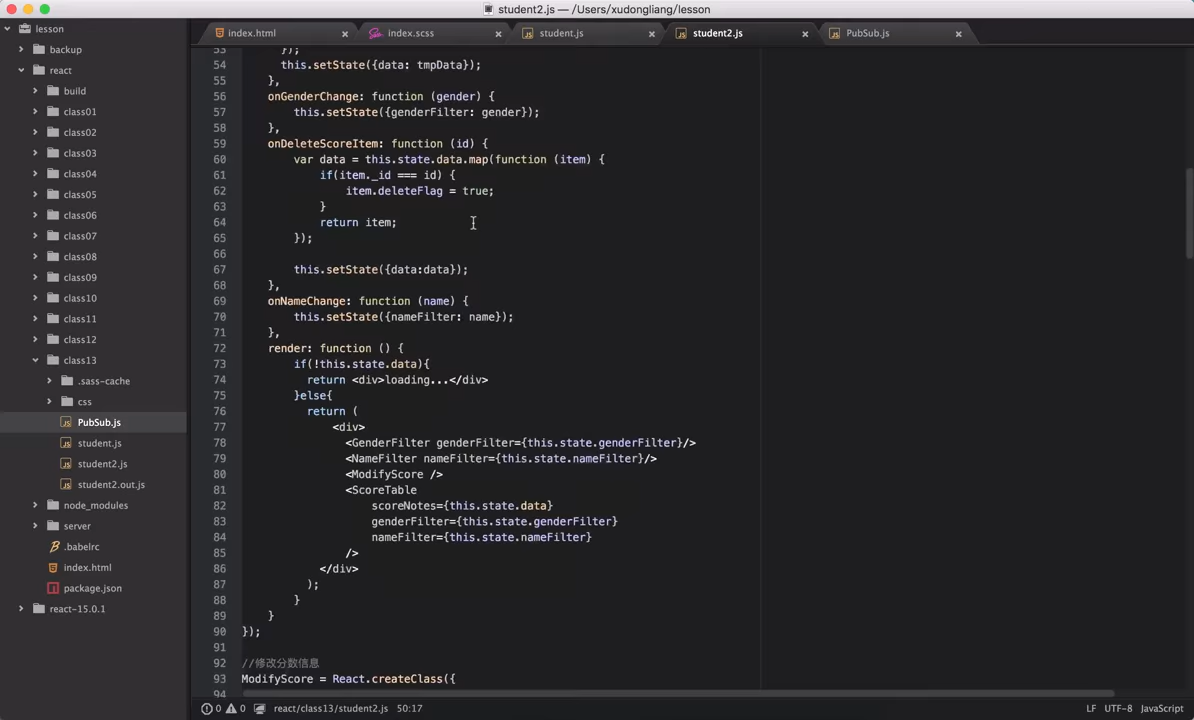 student2.js — /Users/xudongliang/lesson
lesson
backup
react
build
class01
class02
class03
class04
class05
class06
class07
class08
class09
class10
class11
class12
class13
.sass-cache
css
PubSub.js
student.js
student2.js
student2.out.js
node_modules
server
.babelrc
index.html
package.json
react-15.0.1
index.html
index.scss
student.js
student2.js
PubSub.js
53 });
54 this.setState({data: tmpData});
55 },
56 onGenderChange: function (gender) {
57 this.setState({genderFilter: gender});
58 },
59 onDeleteScoreItem: function (id) {
60 var data = this.state.data.map(function (item) {
61 if(item._id === id) {
62 item.deleteFlag = true;
63 }
64 return item;
65 });
66
67 this.setState({data:data});
68 },
69 onNameChange: function (name) {
70 this.setState({nameFilter: name});
71 },
72 render: function () {
73 if(!this.state.data){
74 return <div>loading...</div>
75 }else{
76 return (
77 <div>
78 <GenderFilter genderFilter={this.state.genderFilter}/>
79 <NameFilter nameFilter={this.state.nameFilter}/>
80 <ModifyScore />
81 <ScoreTable
82 scoreNotes={this.state.data}
83 genderFilter={this.state.genderFilter}
84 nameFilter={this.state.nameFilter}
85 />
86 </div>
87 );
88 }
89 }
90 });
91
92 //修改分数信息
93 ModifyScore = React.createClass({
94
0 0 react/class13/student2.js 50:17 LF UTF-8 JavaScript